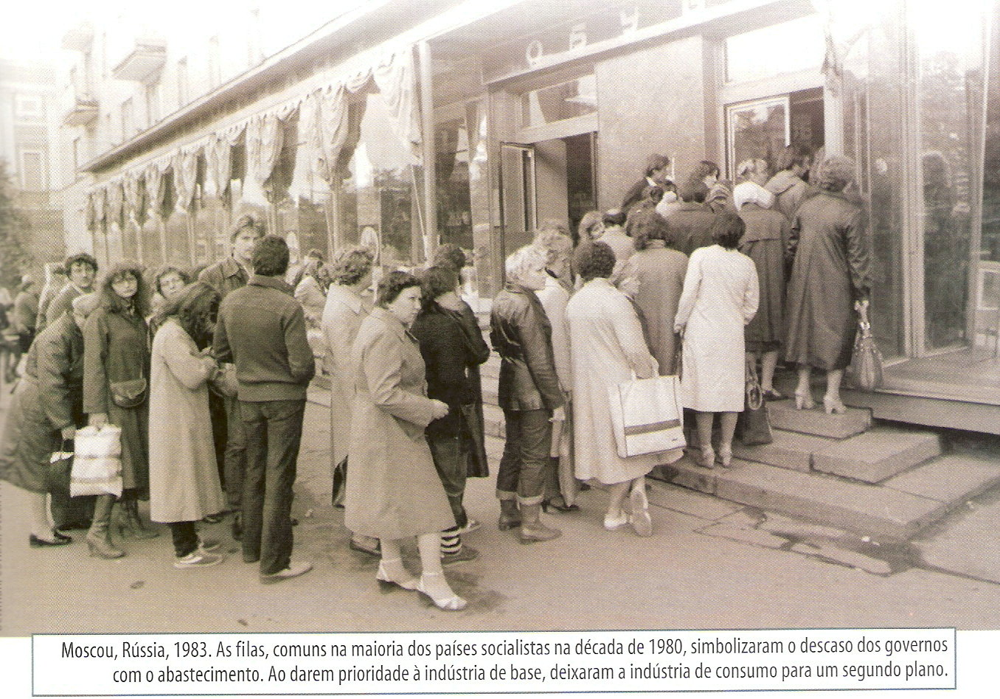 О Б У
Moscou, Rússia, 1983. As filas, comuns na maioria dos países socialistas na década de 1980, simbolizaram o descaso dos governos
com o abastecimento. Ao darem prioridade à indústria de base, deixaram a indústria de consumo para um segundo plano.